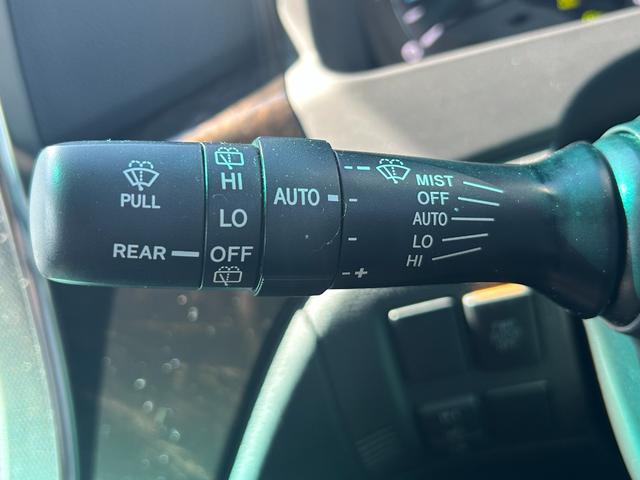 PULL
REAR
HI
LO
OFF
AUTO
- +
MIST
OFF
AUTO
LO
HI